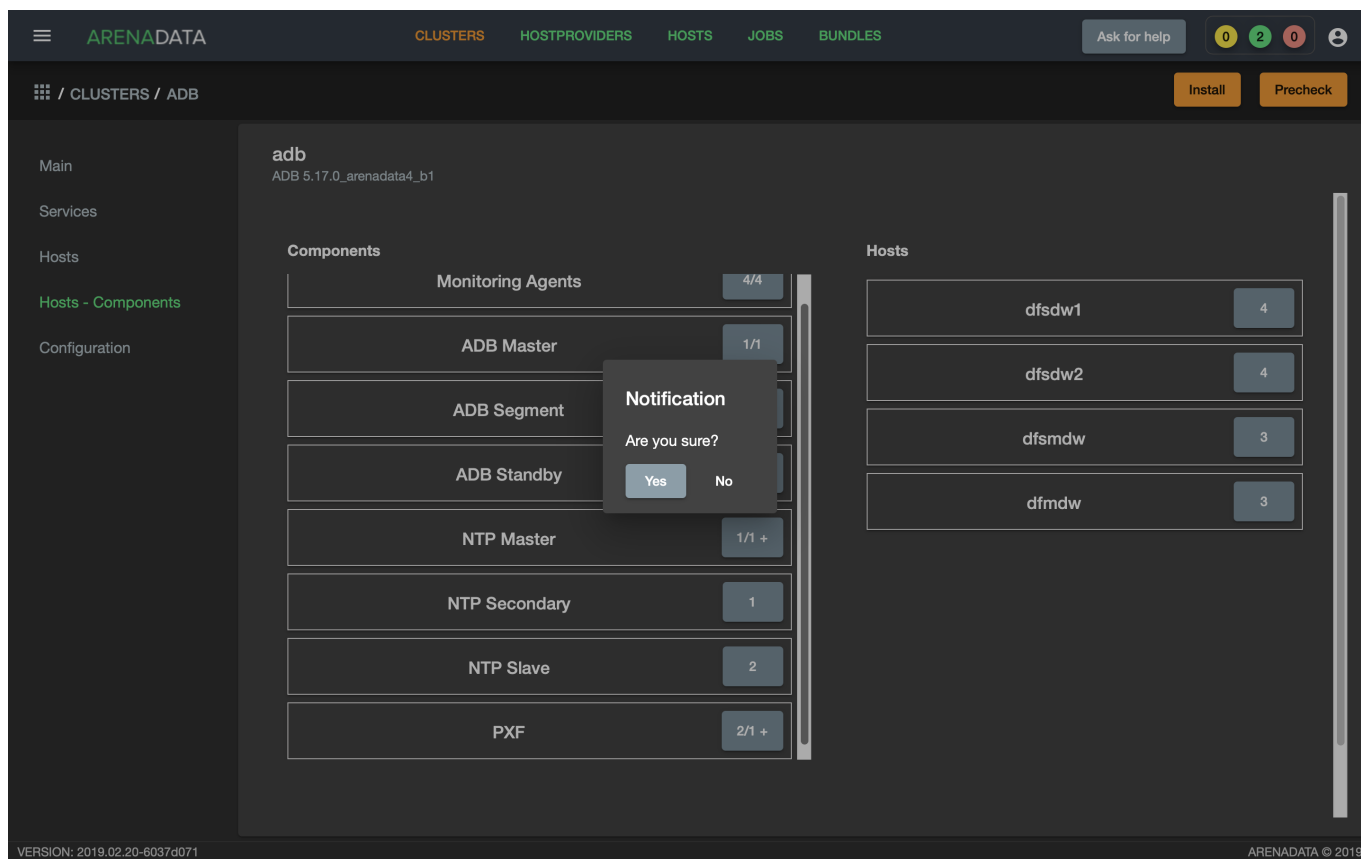 ARENADATA
CLUSTERS
HOSTPROVIDERS
HOSTS
JOBS
BUNDLES
Ask for help
0
2
0
/ CLUSTERS / ADB
Install
Precheck
Main
Services
Hosts
Hosts - Components
Configuration
adb
ADB 5.17.0_arenadata4_b1
Components
Monitoring Agents
4/4
ADB Master
1/1
ADB Segment
ADB Standby
NTP Master
1/1 +
NTP Secondary
1
NTP Slave
2
PXF
2/1 +
Notification
Are you sure?
Yes
No
Hosts
dfsdw1
4
dfsdw2
4
dfsmdw
3
dfmdw
3
VERSION: 2019.02.20-6037d071
ARENADATA © 2019